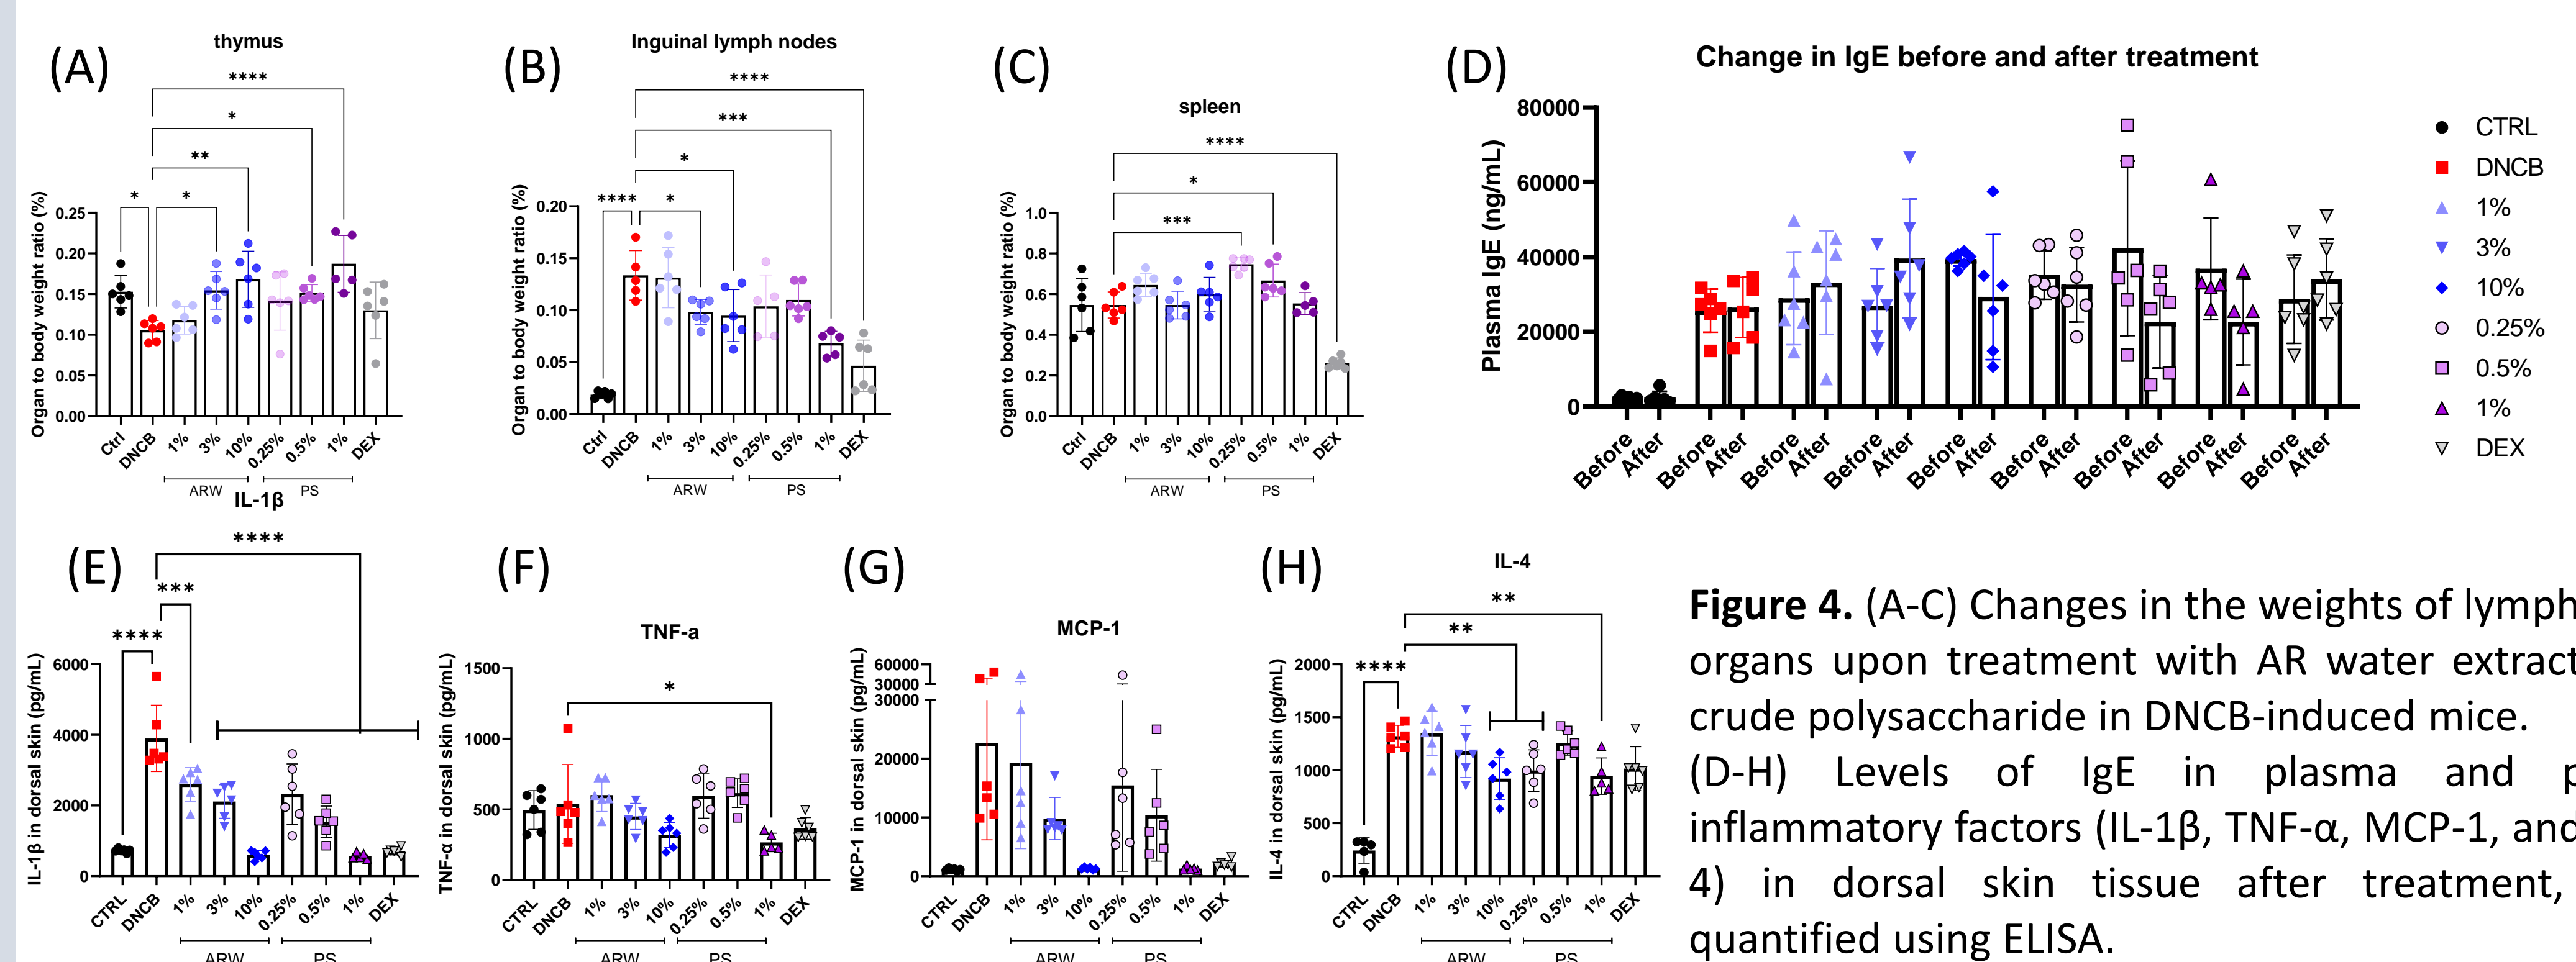 (A)
thymus
****
*
**
*
*
Organ to body weight ratio (%)
0.25
0.20
0.15
0.10
0.05
0.00
Ctrl
DNCB
1%
3%
10%
0.25%
0.5%
1%
DEX
ARW
PS
(B)
Inguinal lymph nodes
****
***
*
****
*
Organ to body weight ratio (%)
0.20
0.15
0.10
0.05
0.00
Ctrl
DNCB
1%
3%
10%
0.25%
0.5%
1%
DEX
ARW
PS
(C)
spleen
****
*
***
Organ to body weight ratio (%)
1.0
0.8
0.6
0.4
0.2
0.0
Ctrl
DNCB
1%
3%
10%
0.25%
0.5%
1%
DEX
ARW
PS
(D)
Change in IgE before and after treatment
Plasma IgE (ng/mL)
80000
60000
40000
20000
0
Before
After
Before
After
Before
After
Before
After
Before
After
Before
After
Before
After
Before
After
Before
After
CTRL
DNCB
1%
3%
10%
0.25%
0.5%
1%
DEX
(E)
IL-1β
****
***
****
IL-1β in dorsal skin (pg/mL)
6000
4000
2000
0
CTRL
DNCB
1%
3%
10%
0.25%
0.5%
1%
DEX
ARW
PS
(F)
TNF-a
*
TNF-α in dorsal skin (pg/mL)
1500
1000
500
0
CTRL
DNCB
1%
3%
10%
0.25%
0.5%
1%
DEX
ARW
PS
(G)
MCP-1
MCP-1 in dorsal skin (pg/mL)
60000
30000
30000
20000
10000
0
CTRL
DNCB
1%
3%
10%
0.25%
0.5%
1%
DEX
ARW
PS
(H)
IL-4
**
**
****
IL-4 in dorsal skin (pg/mL)
2000
1500
1000
500
0
CTRL
DNCB
1%
3%
10%
0.25%
0.5%
1%
DEX
ARW
PS
Figure 4. (A-C) Changes in the weights of lymph
organs upon treatment with AR water extract
crude polysaccharide in DNCB-induced mice.
(D-H) Levels of IgE in plasma and p
inflammatory factors (IL-1β, TNF-α, MCP-1, and
4) in dorsal skin tissue after treatment,
quantified using ELISA.